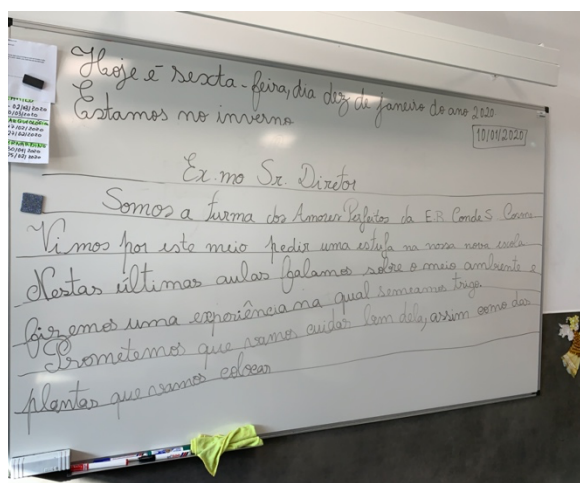 Hoje é sexta-feira, dia dez de janeiro do ano 2020.
Estamos no inverno
10/01/2020
Ex.mo Sr. Diretor
Somos a turma dos Amores Perfeitos da E.B. Conde S. Cosme
Vimos por este meio pedir uma estufa na nossa nova escola
Nestas últimas aulas falamos sobre o meio ambiente e
fizemos uma experiência na qual semeamos trigo.
Prometemos que vamos cuidar bem dela, assim como das
plantas que vamos colocar